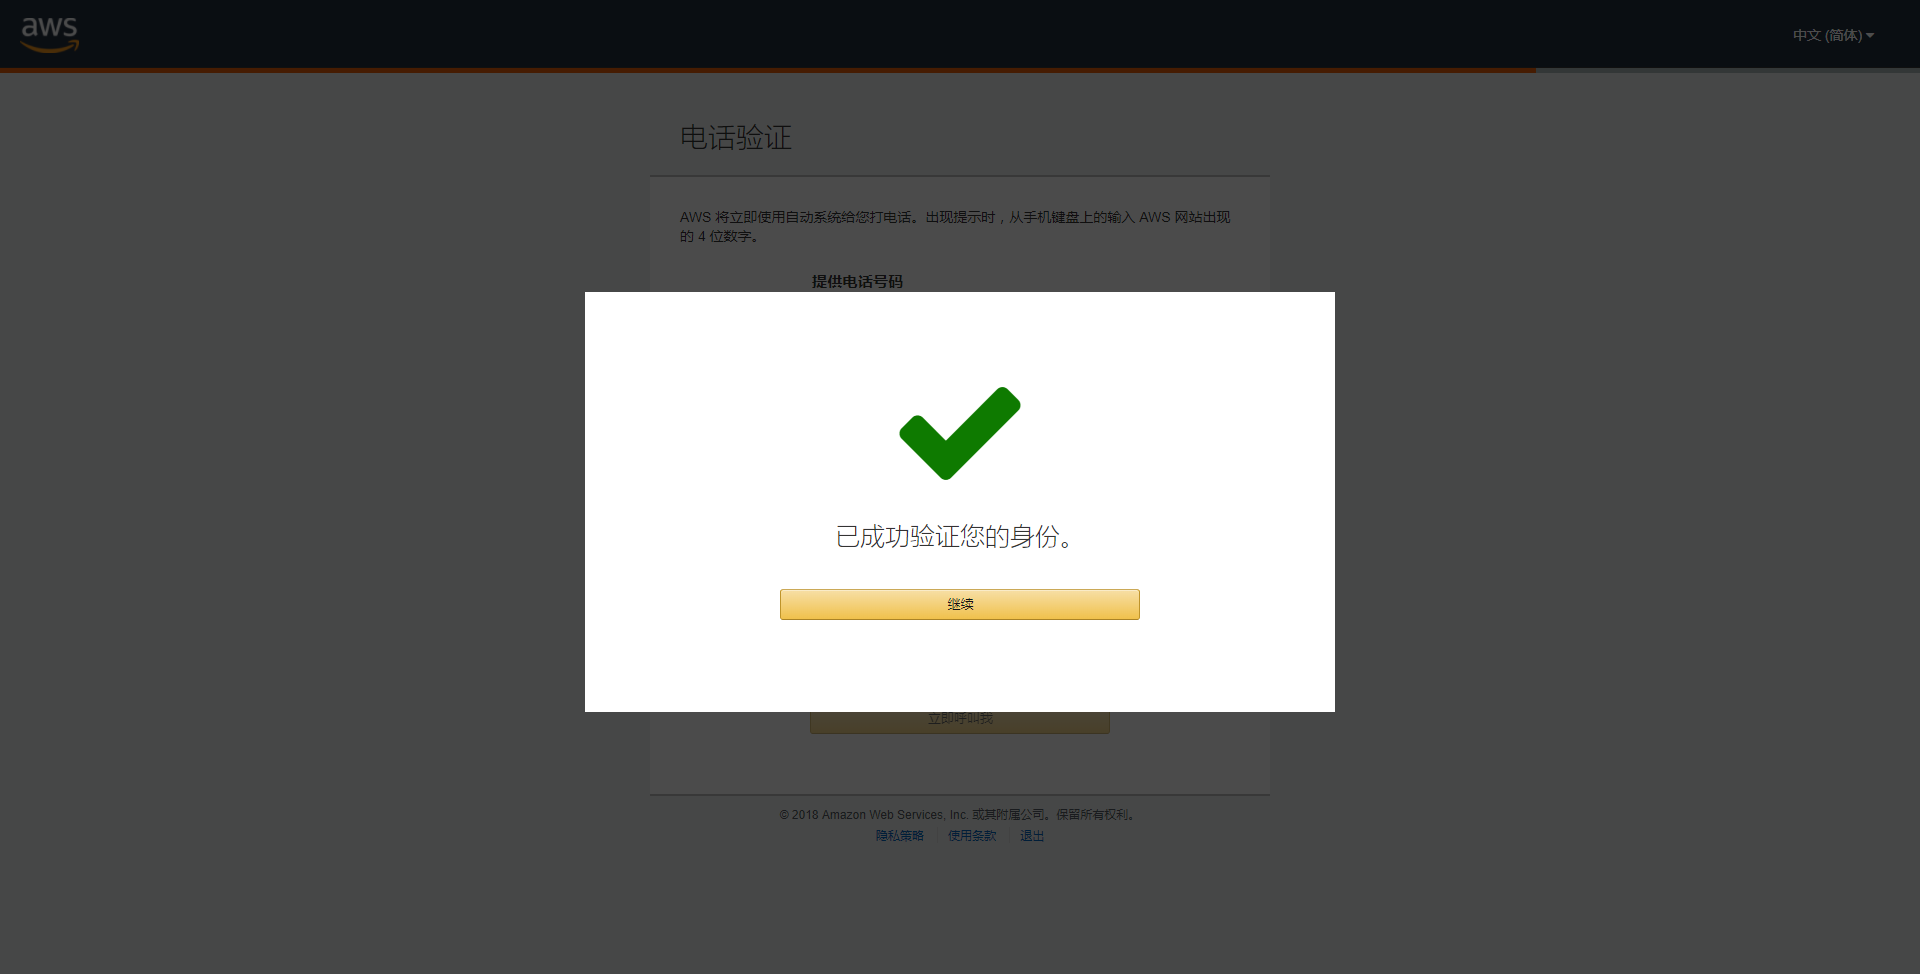 aws
中文 (简体)
电话验证
AWS 将立即使用自动系统给您打电话。出现提示时，从手机键盘上的输入 AWS 网站出现
的 4 位数字。
提供电话号码
已成功验证您的身份。
继续
立即呼叫我
© 2018 Amazon Web Services, Inc. 或其附属公司。保留所有权利。
隐私策略 | 使用条款 | 退出